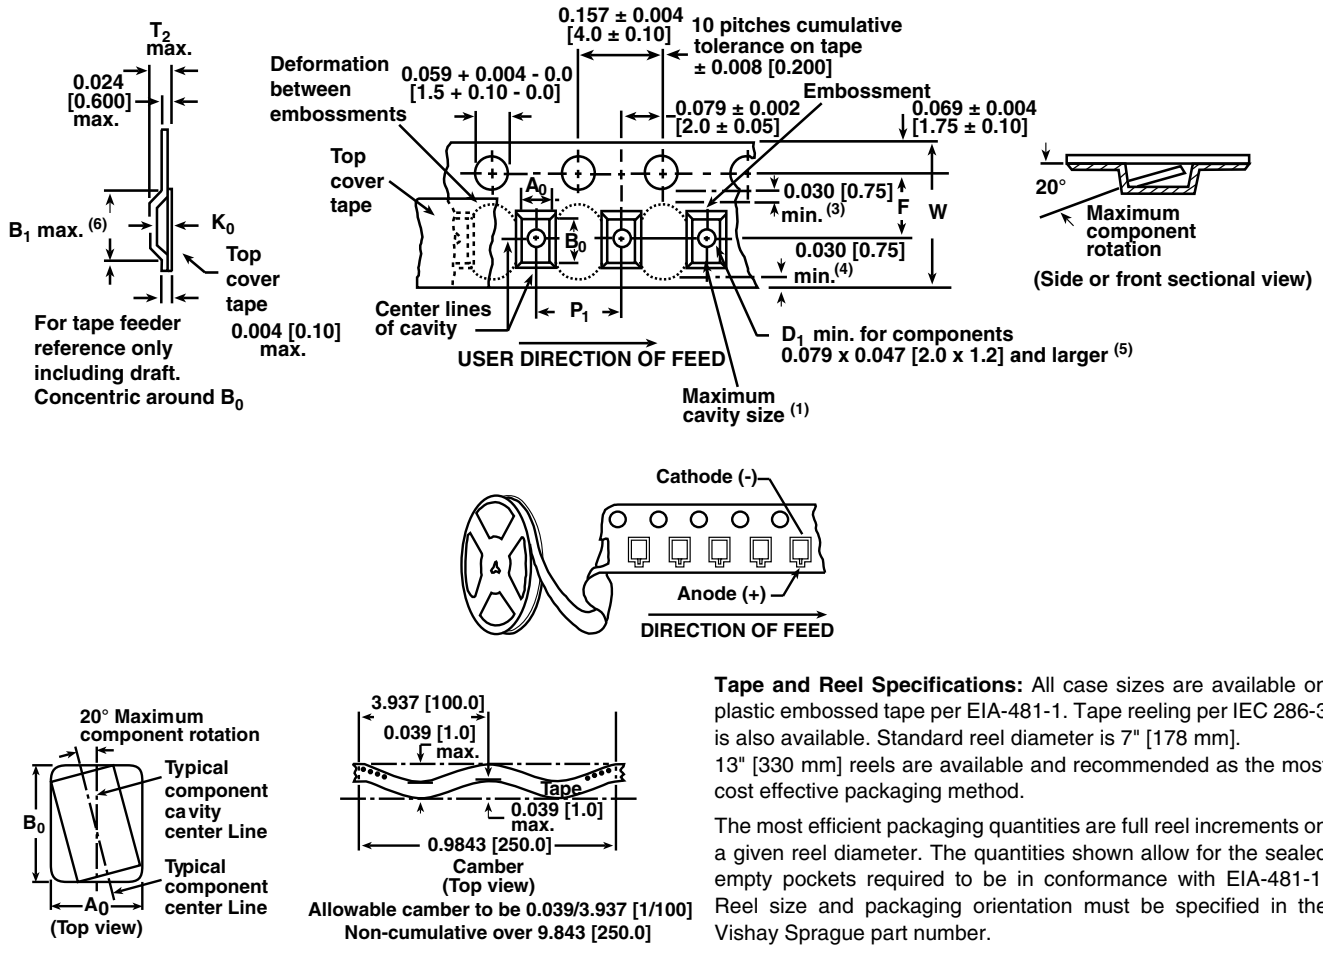 T2
max.
0.024
[0.600]
max.
B1 max. (6)
K0
Top
cover
tape
0.004 [0.10]
max.
For tape feeder
reference only
including draft.
Concentric around B0
Deformation
between
embossments
0.059 + 0.004 - 0.0
[1.5 + 0.10 - 0.0]
0.157 ± 0.004
[4.0 ± 0.10]
10 pitches cumulative
tolerance on tape
± 0.008 [0.200]
0.079 ± 0.002
[2.0 ± 0.05]
Embossment
0.069 ± 0.004
[1.75 ± 0.10]
Top
cover
tape
A0
B0
0.030 [0.75]
min. (3)
F
W
0.030 [0.75]
min.(4)
Center lines
of cavity
P1
USER DIRECTION OF FEED
D1 min. for components
0.079 x 0.047 [2.0 x 1.2] and larger (5)
Maximum
cavity size (1)
20°
Maximum
component
rotation
(Side or front sectional view)
Cathode (-)
Anode (+)
DIRECTION OF FEED
20° Maximum
component rotation
Typical
component
cavity
center Line
B0
Typical
component
center Line
A0
(Top view)
3.937 [100.0]
0.039 [1.0]
max.
Tape
0.039 [1.0]
max.
0.9843 [250.0]
Camber
(Top view)
Allowable camber to be 0.039/3.937 [1/100]
Non-cumulative over 9.843 [250.0]
Tape and Reel Specifications: All case sizes are available on
plastic embossed tape per EIA-481-1. Tape reeling per IEC 286-3
is also available. Standard reel diameter is 7" [178 mm].
13" [330 mm] reels are available and recommended as the most
cost effective packaging method.
The most efficient packaging quantities are full reel increments on
a given reel diameter. The quantities shown allow for the sealed
empty pockets required to be in conformance with EIA-481-1
Reel size and packaging orientation must be specified in the
Vishay Sprague part number.